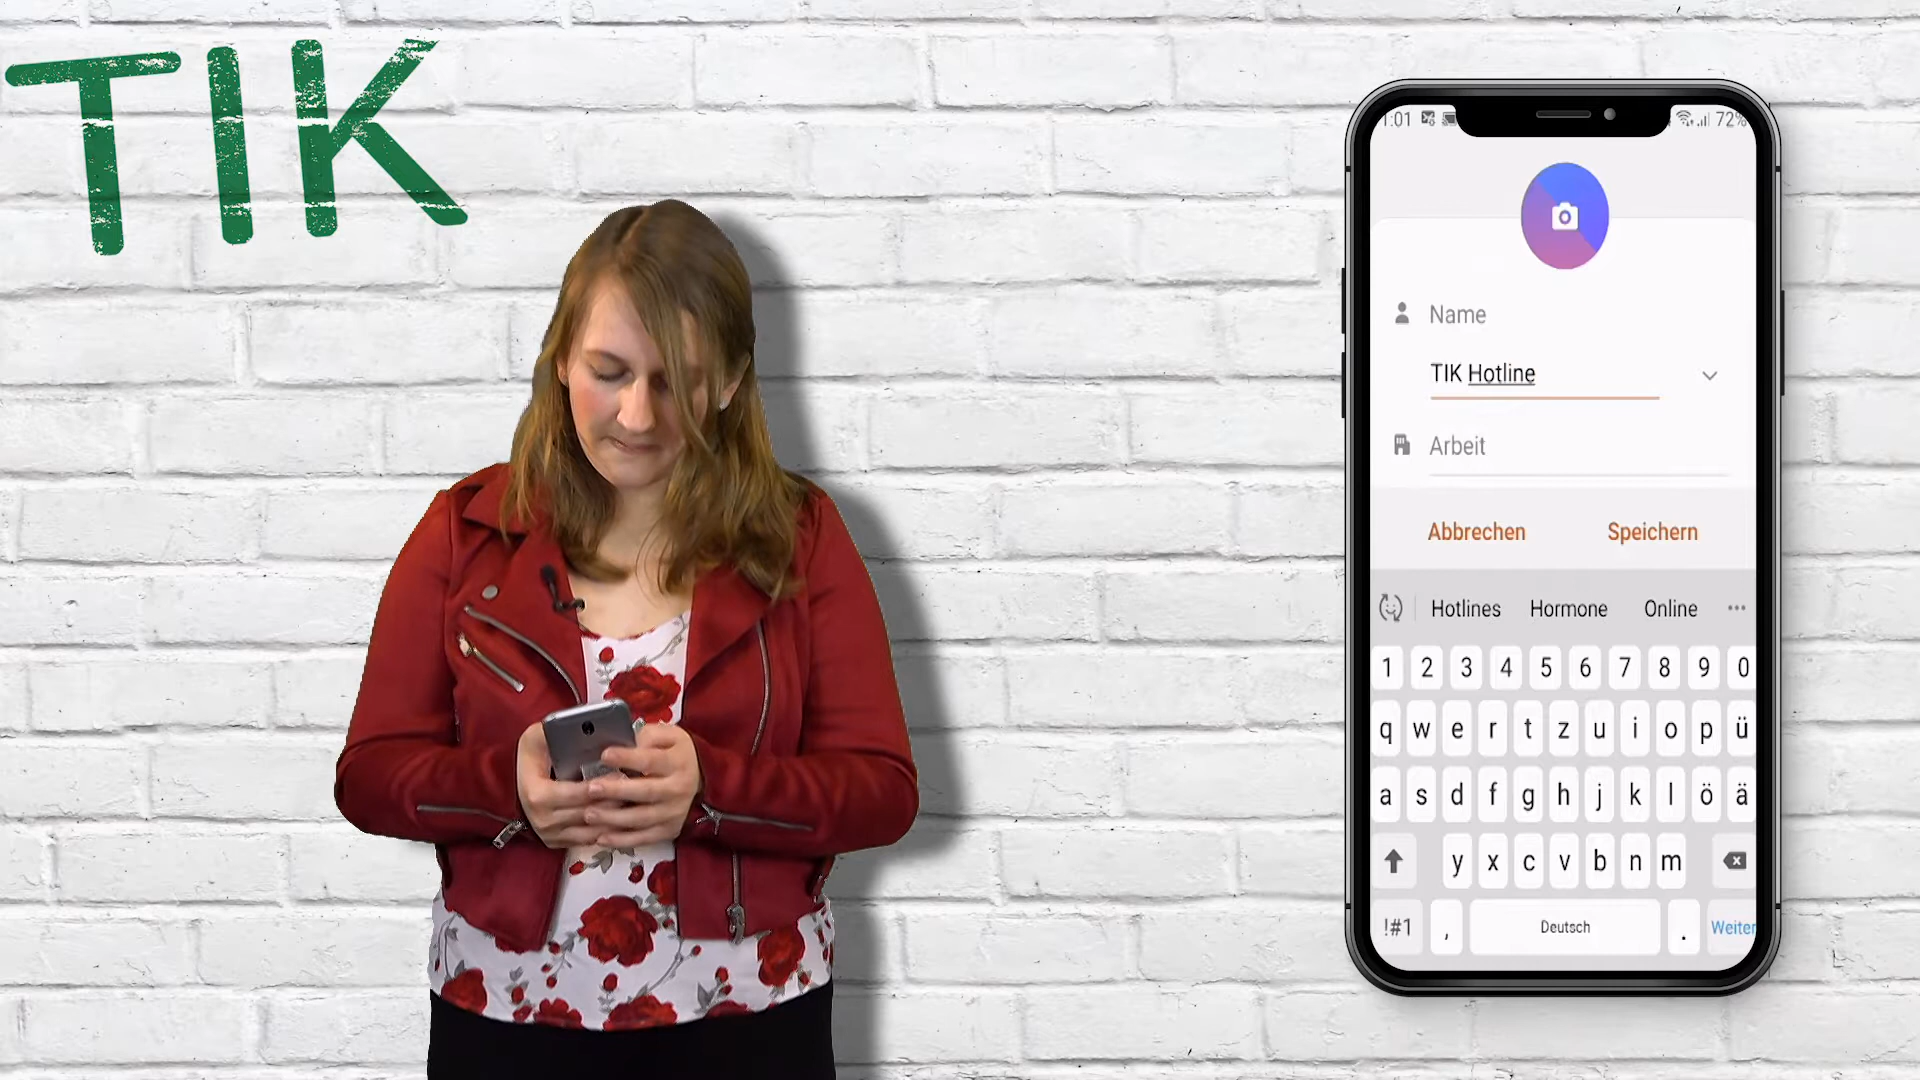 TIK
1:01 72%
Name
TIK Hotline
Arbeit
Abbrechen Speichern
Hotlines Hormone Online
1 2 3 4 5 6 7 8 9 0
q w e r t z u i o p ü
a s d f g h j k l ö ä
y x c v b n m
!#1 , Deutsch . Weiter